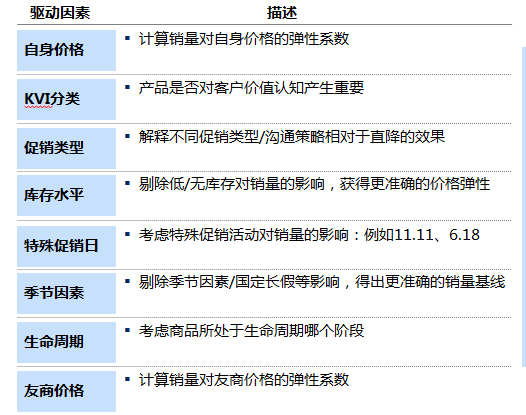 驱动因素 描述
自身价格 ▪ 计算销量对自身价格的弹性系数
KVI分类 ▪ 产品是否对客户价值认知产生重要
促销类型 ▪ 解释不同促销类型/沟通策略相对于直降的效果
库存水平 ▪ 剔除低/无库存对销量的影响，获得更准确的价格弹性
特殊促销日 ▪ 考虑特殊促销活动对销量的影响：例如11.11、6.18
季节因素 ▪ 剔除季节因素/国定长假等影响，得出更准确的销量基线
生命周期 ▪ 考虑商品所处于生命周期哪个阶段
友商价格 ▪ 计算销量对友商价格的弹性系数